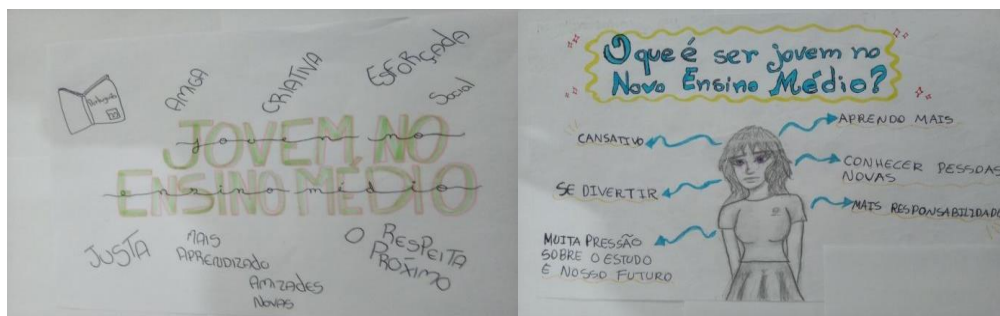 AMIGA
CRIATIVA
ESFORÇADA
Social
Português
JOVEM NO
jovem no
ENSINO MÉDIO
ensino médio
JUSTA
MAIS
APRENDIZADO
AMIZADES
NOVAS
RESPEITA
O PRÓXIMO
O que é ser jovem no
Novo Ensino Médio?
CANSATIVO
SE DIVERTIR
MUITA PRESSÃO
SOBRE O ESTUDO
E NOSSO FUTURO
APRENDO MAIS
CONHECER PESSOAS
NOVAS
MAIS RESPONSABILIDADE